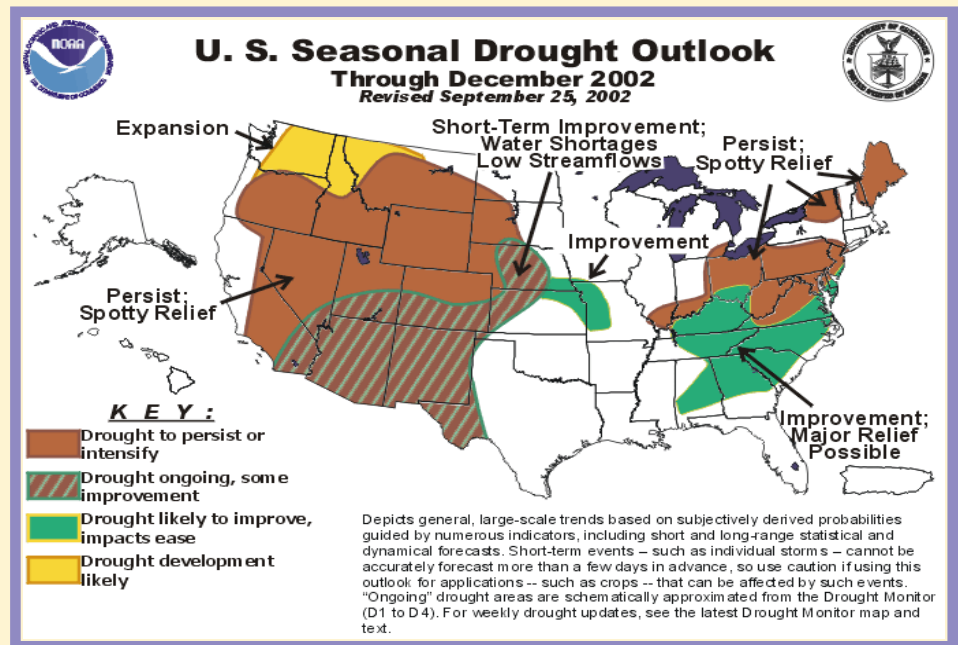 NOAA
U. S. Seasonal Drought Outlook
Through December 2002
Revised September 25, 2002
Expansion
Short-Term Improvement;
Water Shortages
Low Streamflows
Persist;
Spotty Relief
Improvement
Persist;
Spotty Relief
Improvement;
Major Relief
Possible
K E Y :
Drought to persist or
intensify
Drought ongoing, some
improvement
Drought likely to improve,
impacts ease
Drought development
likely
Depicts general, large-scale trends based on subjectively derived probabilities
guided by numerous indicators, including short and long-range statistical and
dynamical forecasts. Short-term events -- such as individual storms -- cannot be
accurately forecast more than a few days in advance, so use caution if using this
outlook for applications -- such as crops -- that can be affected by such events.
"Ongoing" drought areas are schematically approximated from the Drought Monitor
(D1 to D4). For weekly drought updates, see the latest Drought Monitor map and
text.